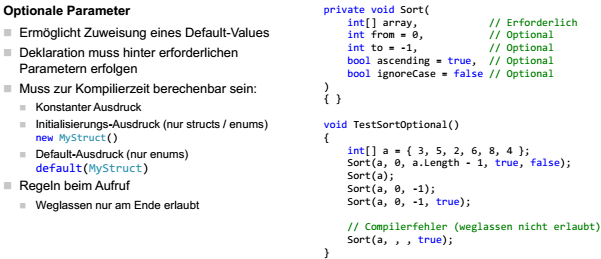 Optionale Parameter
Ermöglicht Zuweisung eines Default-Values
Deklaration muss hinter erforderlichen
Parametern erfolgen
Muss zur Kompilierzeit berechenbar sein:
Konstanter Ausdruck
Initialisierungs-Ausdruck (nur structs / enums)
new MyStruct()
Default-Ausdruck (nur enums)
default(MyStruct)
Regeln beim Aufruf
Weglassen nur am Ende erlaubt
private void Sort(
int[] array, // Erforderlich
int from = 0, // Optional
int to = -1, // Optional
bool ascending = true, // Optional
bool ignoreCase = false // Optional
)
{ }
void TestSortOptional()
{
int[] a = { 3, 5, 2, 6, 8, 4 };
Sort(a, 0, a.Length - 1, true, false);
Sort(a);
Sort(a, 0, -1);
Sort(a, 0, -1, true);
// Compilerfehler (weglassen nicht erlaubt)
Sort(a, , , true);
}